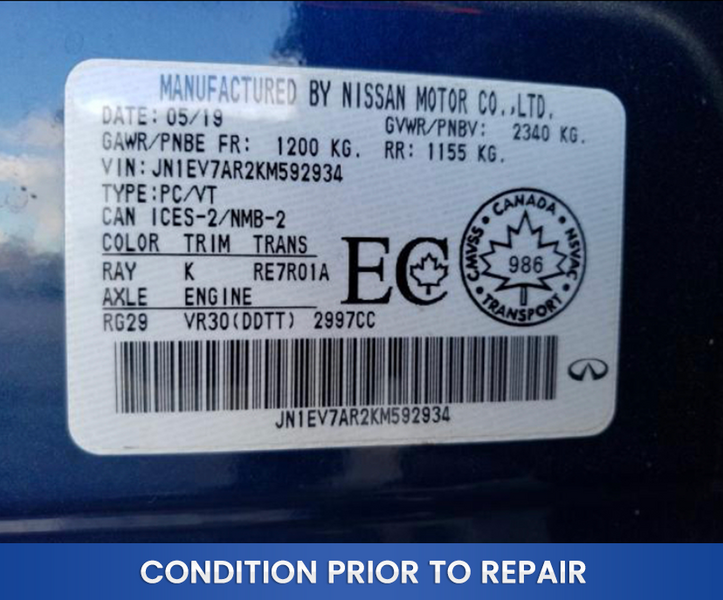 MANUFACTURED BY NISSAN MOTOR CO.,LTD.
DATE: 05/19 GVWR/PNBV: 2340 KG.
GAWR/PNBE FR: 1200 KG. RR: 1155 KG.
VIN: JN1EV7AR2KM592934
TYPE:PC/VT
CAN ICES-2/NMB-2
COLOR TRIM TRANS
RAY K RE7R01A
AXLE ENGINE
RG29 VR30(DDTT) 2997CC
EC
CANADA
CMVSS • NSVAC
986
TRANSPORT
JN1EV7AR2KM592934
CONDITION PRIOR TO REPAIR